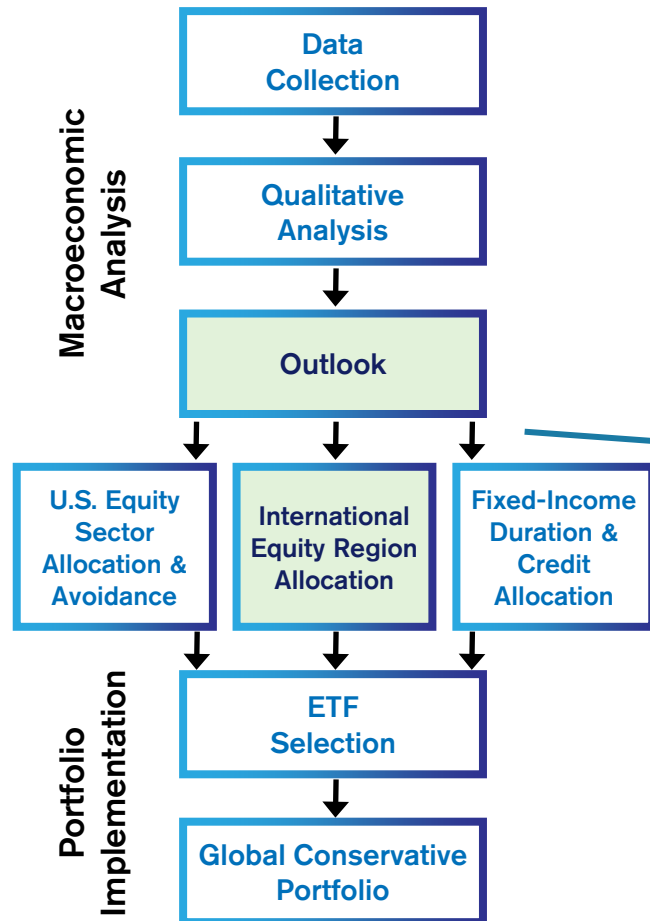 Macroeconomic
Analysis
Data
Collection
Qualitative
Analysis
Outlook
U.S. Equity
Sector
Allocation &
Avoidance
International
Equity Region
Allocation
Fixed-Income
Duration &
Credit
Allocation
Portfolio
Implementation
ETF
Selection
Global Conservative
Portfolio